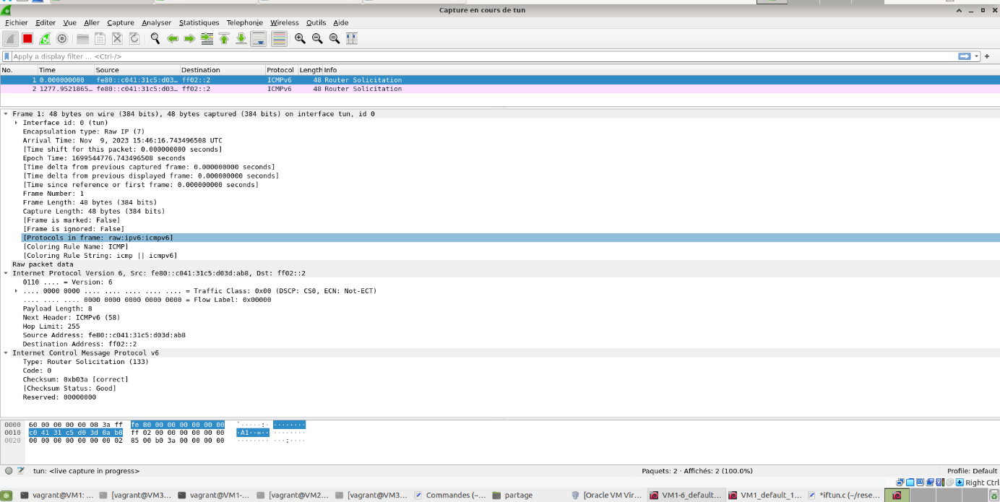 Capture en cours de tun
Fichier Editer Vue Aller Capture Analyser Statistiques Telephonie Wireless Outils Aide
Apply a display filter ... <Ctrl-/>
No. Time Source Destination Protocol Length Info
1 0.000000000 fe80::c041:31c5:d03… ff02::2 ICMPv6 48 Router Solicitation
2 1277.9521865… fe80::c041:31c5:d03… ff02::2 ICMPv6 48 Router Solicitation
Frame 1: 48 bytes on wire (384 bits), 48 bytes captured (384 bits) on interface tun, id 0
Interface id: 0 (tun)
Encapsulation type: Raw IP (7)
Arrival Time: Nov  9, 2023 15:46:16.743496508 UTC
[Time shift for this packet: 0.000000000 seconds]
Epoch Time: 1699544776.743496508 seconds
[Time delta from previous captured frame: 0.000000000 seconds]
[Time delta from previous displayed frame: 0.000000000 seconds]
[Time since reference or first frame: 0.000000000 seconds]
Frame Number: 1
Frame Length: 48 bytes (384 bits)
Capture Length: 48 bytes (384 bits)
[Frame is marked: False]
[Frame is ignored: False]
[Protocols in frame: raw:ipv6:icmpv6]
[Coloring Rule Name: ICMP]
[Coloring Rule String: icmp || icmpv6]
Raw packet data
Internet Protocol Version 6, Src: fe80::c041:31c5:d03d:ab8, Dst: ff02::2
0110 .... = Version: 6
.... 0000 0000 .... .... .... .... .... = Traffic Class: 0x00 (DSCP: CS0, ECN: Not-ECT)
.... .... .... 0000 0000 0000 0000 0000 = Flow Label: 0x00000
Payload Length: 8
Next Header: ICMPv6 (58)
Hop Limit: 255
Source Address: fe80::c041:31c5:d03d:ab8
Destination Address: ff02::2
Internet Control Message Protocol v6
Type: Router Solicitation (133)
Code: 0
Checksum: 0xb03a [correct]
[Checksum Status: Good]
Reserved: 00000000
0000 60 00 00 00 00 08 3a ff fe 80 00 00 00 00 00 00 `·····:· ········
0010 c0 41 31 c5 d0 3d 0a b8 ff 02 00 00 00 00 00 00 ·A1··=·· ········
0020 00 00 00 00 00 00 00 02 85 00 b0 3a 00 00 00 00 ········ ···:····
tun: <live capture in progress> Paquets: 2 · Affichés: 2 (100.0%) Profile: Default
Right Ctrl
vagrant@VM1: ... [vagrant@VM3... vagrant@VM1-... [vagrant@VM2... [vagrant@VM3... Commandes (~... partage [Oracle VM Vir... VM1-6_default... VM1_default_1... *iftun.c (~/rese...